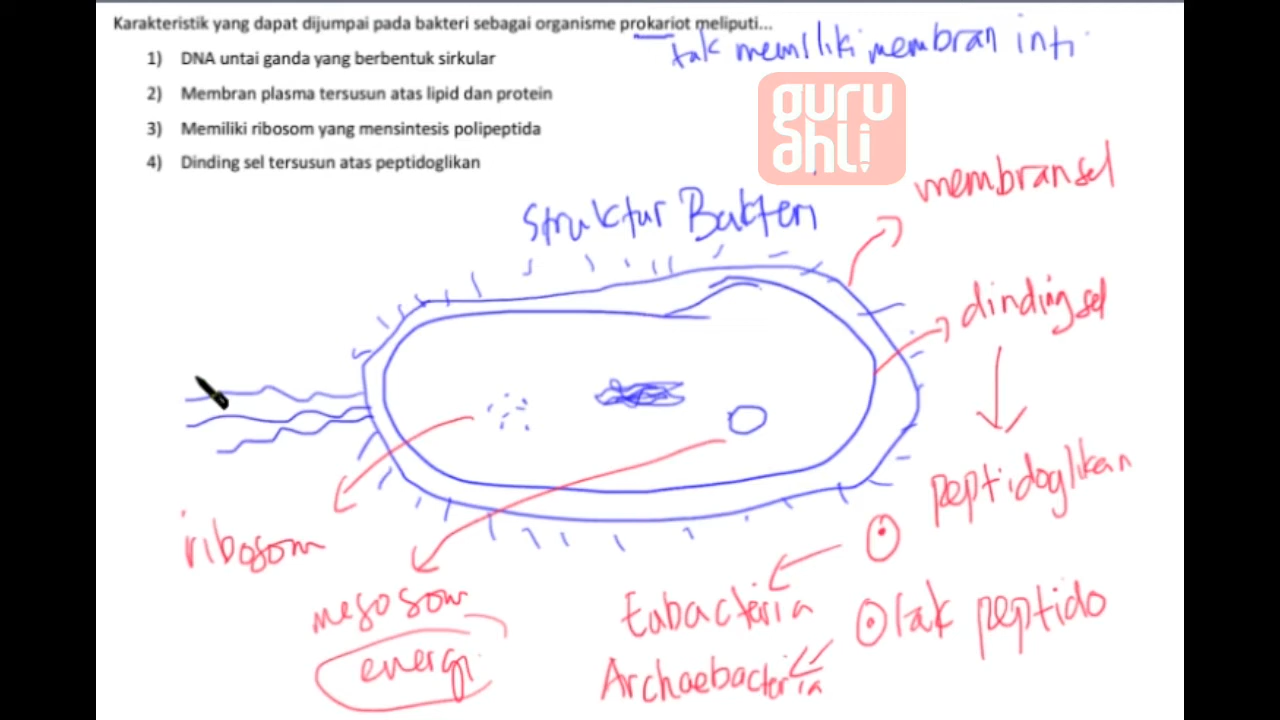 Karakteristik yang dapat dijumpai pada bakteri sebagai organisme prokariot meliputi...
tak memiliki membran inti
1) DNA untai ganda yang berbentuk sirkular
2) Membran plasma tersusun atas lipid dan protein
3) Memiliki ribosom yang mensintesis polipeptida
4) Dinding sel tersusun atas peptidoglikan
guru
ahli
membran sel
Struktur Bakteri
dinding sel
peptidoglikan
ribosom
mesosom
energi
Eubacteria
tak peptido
Archaebacteria